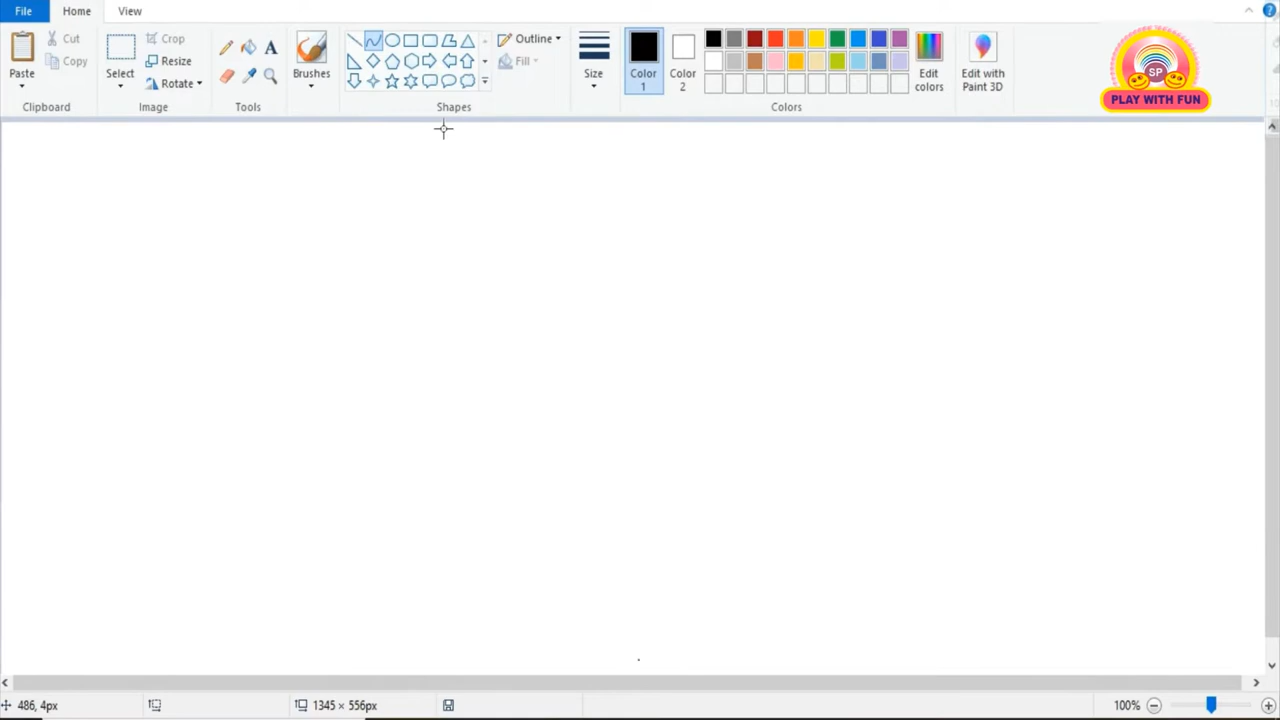 File Home View
Paste
Cut
Copy
Clipboard
Select
Crop
Resize
Rotate
Image
A
Tools
Brushes
Shapes
Outline
Fill
Size
Color 1
Color 2
Edit colors
Colors
Edit with Paint 3D
SP
PLAY WITH FUN
486, 4px
1345 × 556px
100%